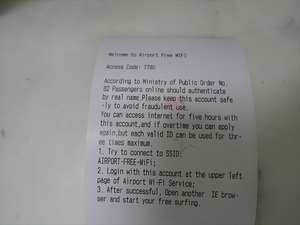 Welcome to Airport Free WIFI
Access Code: 7780
According to Ministry of Public Order No.
82 Passengers online should authenticate
by real name.Please keep this account safe
-ly to avoid fraudulent use.
You can access internet for five hours with
this account,and if overtime you can apply
again,but each valid ID can be used for thr-
ee times maximum.
1. Try to connect to SSID:
AIRPORT-FREE-WiFi;
2. Login with this account at the upper left
page of Airport Wi-Fi Service;
3. After successful, Open another IE brow-
ser and start your free surfing.